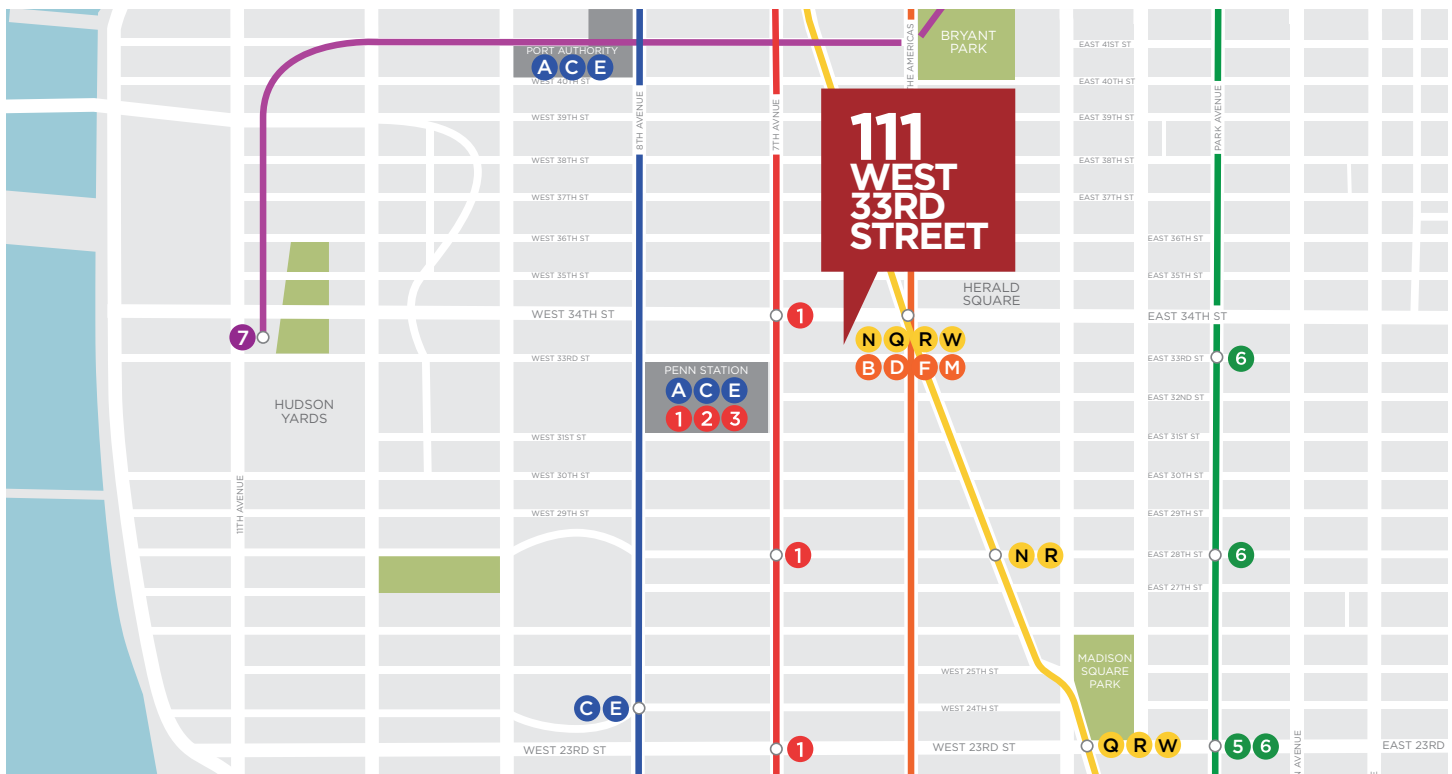 BRYANT
PARK
THE AMERICAS
EAST 41ST ST
PORT AUTHORITY
A C E
WEST 40TH ST
EAST 40TH ST
8TH AVENUE
7TH AVNUE
PARK AVENUE
WEST 39TH ST
EAST 39TH ST
111
WEST
33RD
STREET
WEST 38TH ST
EAST 38TH ST
WEST 37TH ST
EAST 37TH ST
WEST 36TH ST
EAST 36TH ST
WEST 35TH ST
EAST 35TH ST
HERALD
SQUARE
WEST 34TH ST
1
EAST 34TH ST
7
N Q R W
WEST 33RD ST
EAST 33RD ST
6
B D F M
PENN STATION
A C E
1 2 3
HUDSON
YARDS
EAST 32ND ST
WEST 31ST ST
EAST 31ST ST
WEST 30TH ST
EAST 30TH ST
11TH AVENUE
WEST 29TH ST
EAST 29TH ST
1
N R
EAST 28TH ST
6
EAST 27TH ST
MADISON
SQUARE
PARK
WEST 25TH ST
C E
WEST 24TH ST
WEST 23RD ST
1
WEST 23RD ST
Q R W
5 6
EAST 23RD
N AVENUE